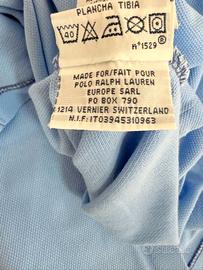 PLANCHA TIBIA
40
N°1529
MADE FOR/FAIT POUR
POLO RALPH LAUREN
EUROPE SARL
PO BOX 790
1214 VERNIER SWITZERLAND
N.I.F:IT03945310963